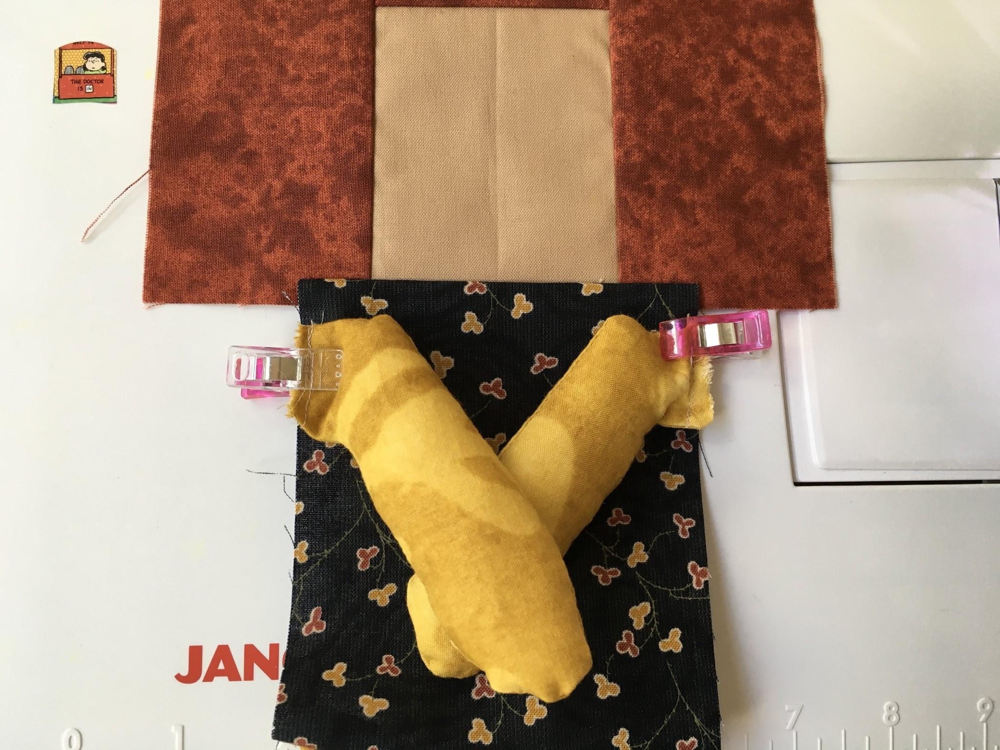 THE DOCTOR
IS IN
JAN
7 8 9
0 1